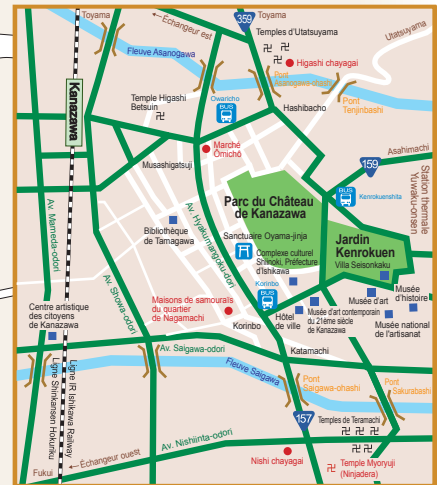 Toyama
Échangeur est
359
Toyama
Temples d'Utatsuyama
Utatsuyama
Fleuve Asanogawa
Higashi chayagai
Pont
Asanogawa-ohashi
Pont
Tenjinbashi
Kanazawa
Temple Higashi
Betsuin
Owaricho
BUS
Hashibacho
Marché
Ōmichō
Musashigatsuji
159
Asahimachi
Station thermale
Yuwaku-onsen
BUS
Kenrokuenshita
Av. Mameda-odori
Av. Showa-odori
Av. Hyakumangoku-dori
Parc du Château
de Kanazawa
Bibliothèque
de Tamagawa
Sanctuaire Oyama-jinja
Jardin
Kenrokuen
Villa Seisonkaku
Complexe culturel
Shiinoki, Préfecture
d'Ishikawa
Korinbo
BUS
Centre artistique
des citoyens
de Kanazawa
Maisons de samouraïs
du quartier
de Nagamachi
Hôtel
de ville
Musée d'art
Musée
d'histoire
Musée d'art contemporain
du 21ème siècle
de Kanazawa
Musée national
de l'artisanat
Korinbo
Katamachi
Av. Saigawa-odori
Fleuve Saigawa
Pont
Saigawa-ohashi
Pont
Sakurabashi
Ligne Shinkansen Hokuriku
Ligne IR Ishikawa Railway
157
Temples de Teramachi
Av. Nishiinta-odori
Échangeur ouest
Fukui
Nishi chayagai
Temple Myoryuji
(Ninjadera)